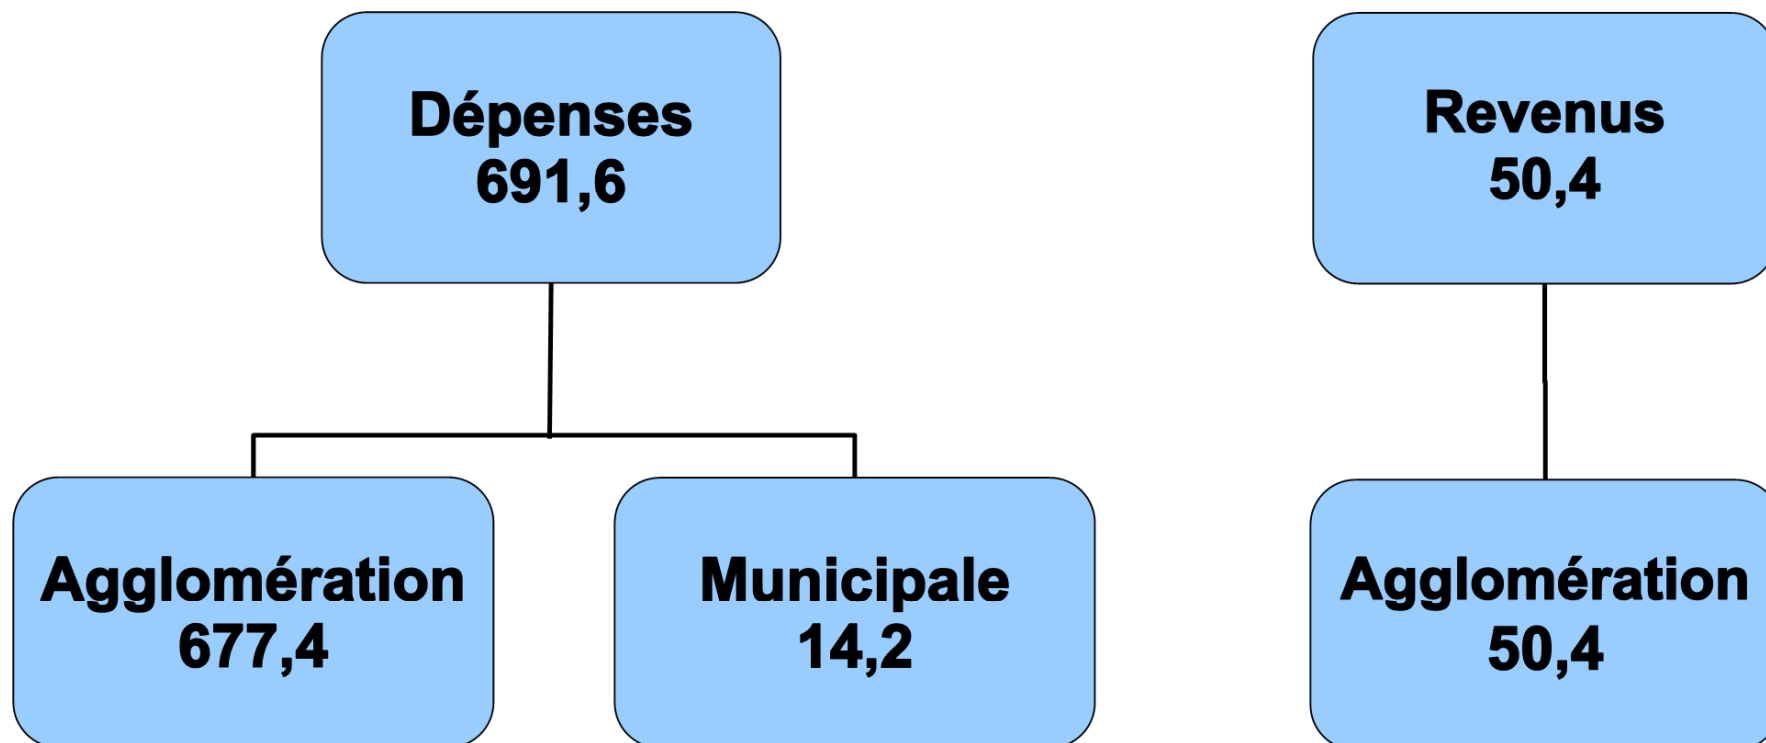 Dépenses
691,6
Revenus
50,4
Agglomération
677,4
Municipale
14,2
Agglomération
50,4